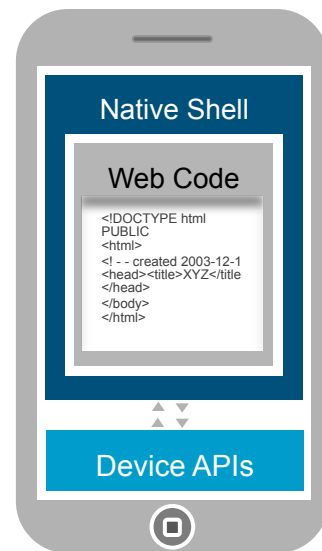 Native Shell
Web Code
<!DOCTYPE html
PUBLIC
<html>
<! - - created 2003-12-1
<head><title>XYZ</title
</head>
</body>
</html>
Device APIs